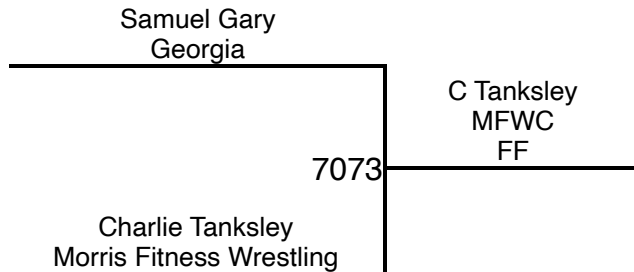 Samuel Gary
Georgia
C Tanksley
MFWC
FF
7073
Charlie Tanksley
Morris Fitness Wrestling